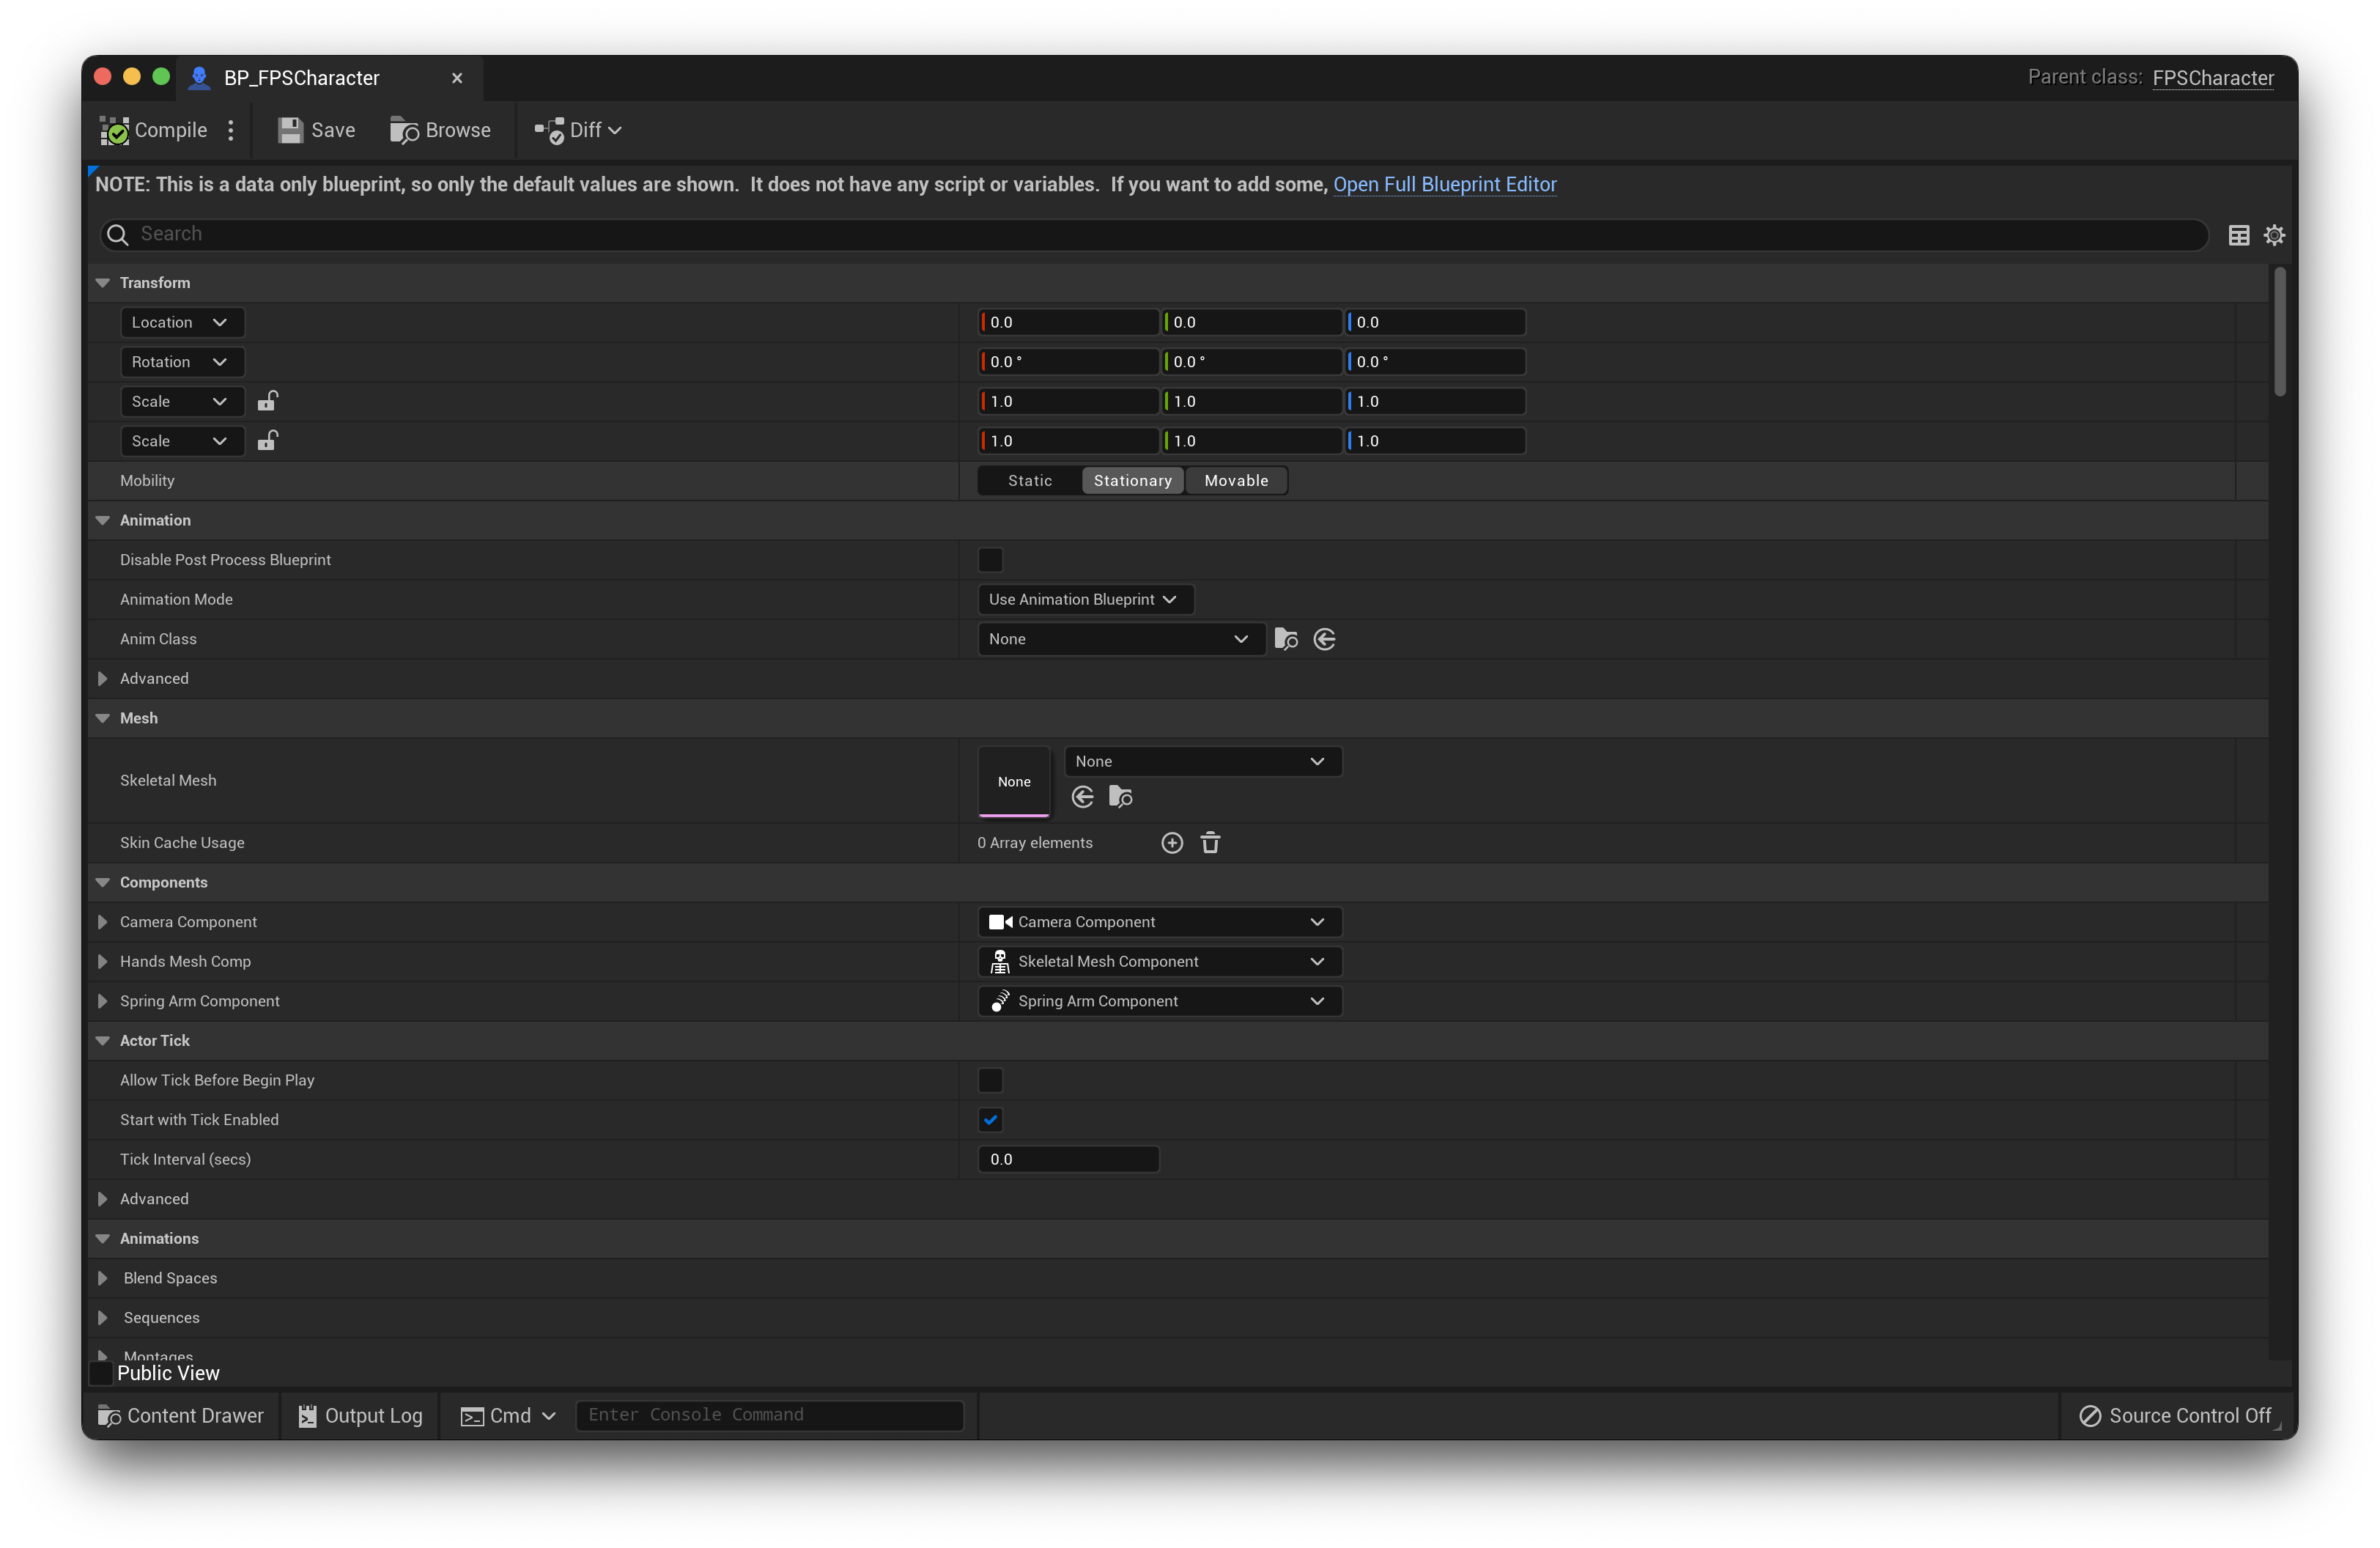 BP_FPSCharacter
Parent class: FPSCharacter
Compile Save Browse Diff
NOTE: This is a data only blueprint, so only the default values are shown.  It does not have any script or variables.  If you want to add some, Open Full Blueprint Editor
Search
Transform
Location 0.0 0.0 0.0
Rotation 0.0 ° 0.0 ° 0.0 °
Scale 1.0 1.0 1.0
Scale 1.0 1.0 1.0
Mobility Static Stationary Movable
Animation
Disable Post Process Blueprint
Animation Mode Use Animation Blueprint
Anim Class None
Advanced
Mesh
Skeletal Mesh None None
Skin Cache Usage 0 Array elements
Components
Camera Component Camera Component
Hands Mesh Comp Skeletal Mesh Component
Spring Arm Component Spring Arm Component
Actor Tick
Allow Tick Before Begin Play
Start with Tick Enabled
Tick Interval (secs) 0.0
Advanced
Animations
Blend Spaces
Sequences
Montages
Public View
Content Drawer Output Log Cmd Enter Console Command Source Control Off